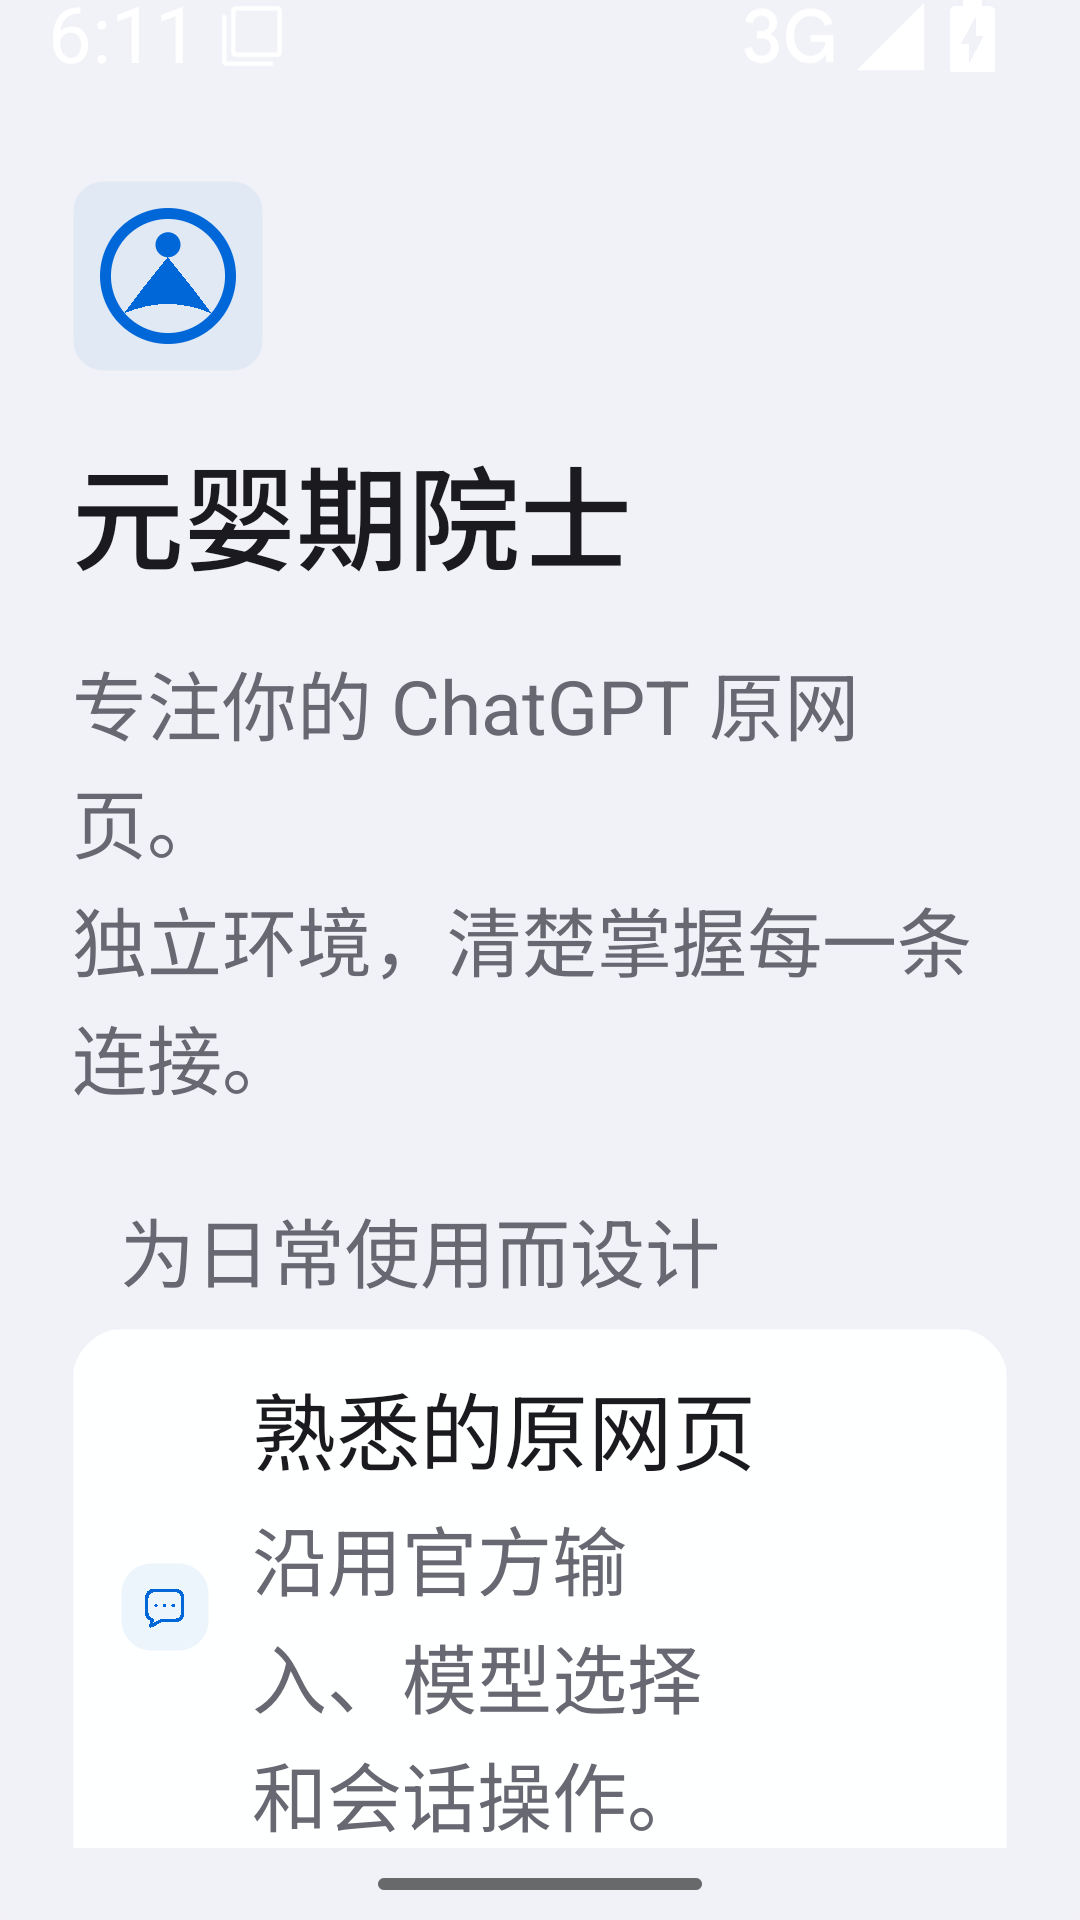 6:11 3G
元婴期院士
专注你的 ChatGPT 原网
页。
独立环境，清楚掌握每一条
连接。
为日常使用而设计
熟悉的原网页
沿用官方输
入、模型选择
和会话操作。